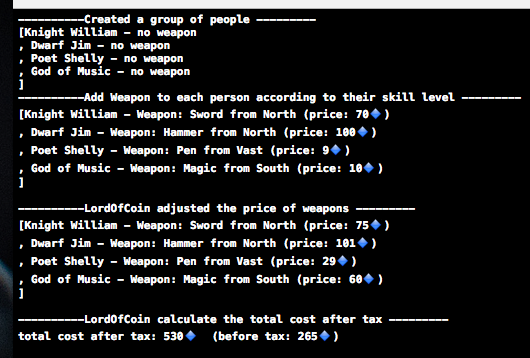 ——————————Created a group of people —————————
[Knight William – no weapon
, Dwarf Jim – no weapon
, Poet Shelly – no weapon
, God of Music – no weapon
]
——————————Add Weapon to each person according to their skill level —————————
[Knight William – Weapon: Sword from North (price: 70🔹)
, Dwarf Jim – Weapon: Hammer from North (price: 100🔹)
, Poet Shelly – Weapon: Pen from Vast (price: 9🔹)
, God of Music – Weapon: Magic from South (price: 10🔹)
]
——————————LordOfCoin adjusted the price of weapons —————————
[Knight William – Weapon: Sword from North (price: 75🔹)
, Dwarf Jim – Weapon: Hammer from North (price: 101🔹)
, Poet Shelly – Weapon: Pen from Vast (price: 29🔹)
, God of Music – Weapon: Magic from South (price: 60🔹)
]
——————————LordOfCoin calculate the total cost after tax —————————
total cost after tax: 530🔹 (before tax: 265🔹)